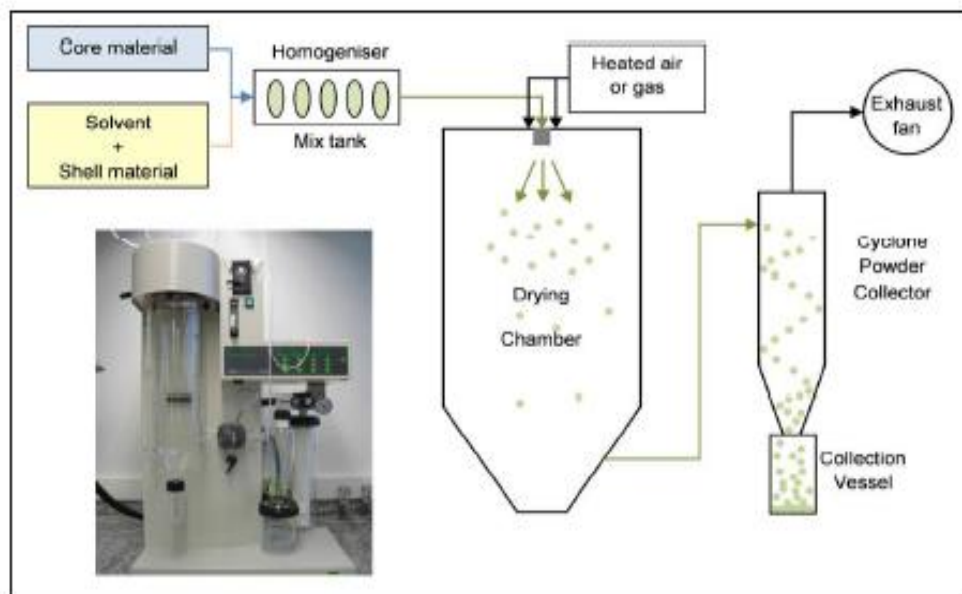 Core material
Homogeniser
Heated air
or gas
Exhaust
fan
Solvent
+
Shell material
Mix tank
Cyclone
Powder
Collector
Drying
Chamber
Collection
Vessel